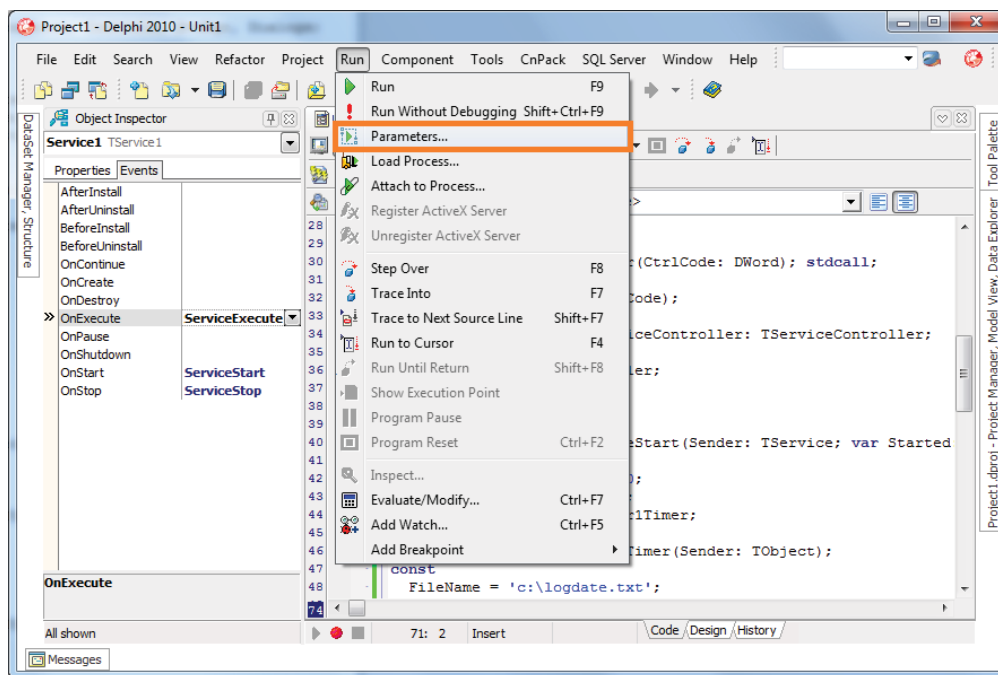 Project1 - Delphi 2010 - Unit1
File Edit Search View Refactor Project Run Component Tools CnPack SQL Server Window Help
DataSet Manager, Structure
Object Inspector
Service1 TService1
Properties Events
AfterInstall
AfterUninstall
BeforeInstall
BeforeUninstall
OnContinue
OnCreate
OnDestroy
OnExecute ServiceExecute
OnPause
OnShutdown
OnStart ServiceStart
OnStop ServiceStop
OnExecute
All shown
Messages
Run F9
Run Without Debugging Shift+Ctrl+F9
Parameters...
Load Process...
Attach to Process...
Register ActiveX Server
Unregister ActiveX Server
Step Over F8
Trace Into F7
Trace to Next Source Line Shift+F7
Run to Cursor F4
Run Until Return Shift+F8
Show Execution Point
Program Pause
Program Reset Ctrl+F2
Inspect...
Evaluate/Modify... Ctrl+F7
Add Watch... Ctrl+F5
Add Breakpoint
>
28
29
30 r(CtrlCode: DWord); stdcall;
31
32 Code);
33
34 iceController: TServiceController;
35
36 ler;
37
38
39
40 eStart(Sender: TService; var Started
41
42 );
43
44 r1Timer;
45
46 Timer(Sender: TObject);
47 const
48 FileName = 'c:\logdate.txt';
74
71: 2 Insert
Code Design History
Tool Palette
Project1.dproj - Project Manager, Model View, Data Explorer